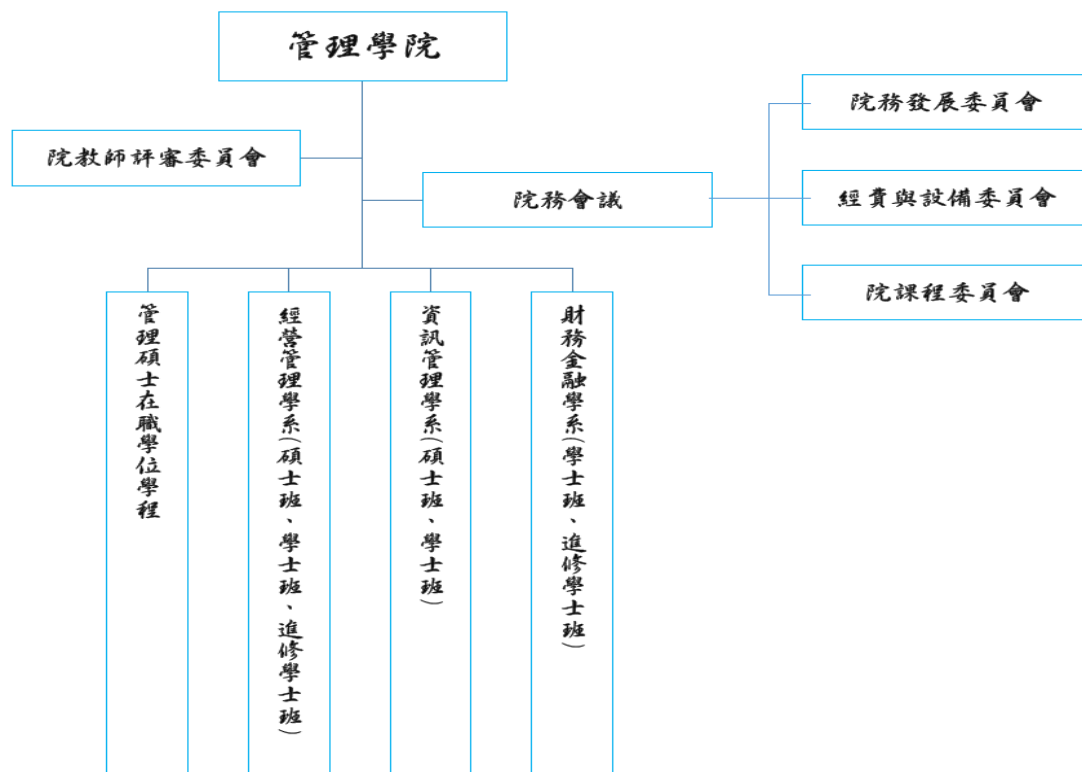 管理學院
院務發展委員會
院教師評審委員會
院務會議
經費與設備委員會
院課程委員會
管理碩士在職學位學程
經營管理學系(碩士班、學士班、進修學士班)
資訊管理學系(碩士班、學士班)
財務金融學系(學士班、進修學士班)